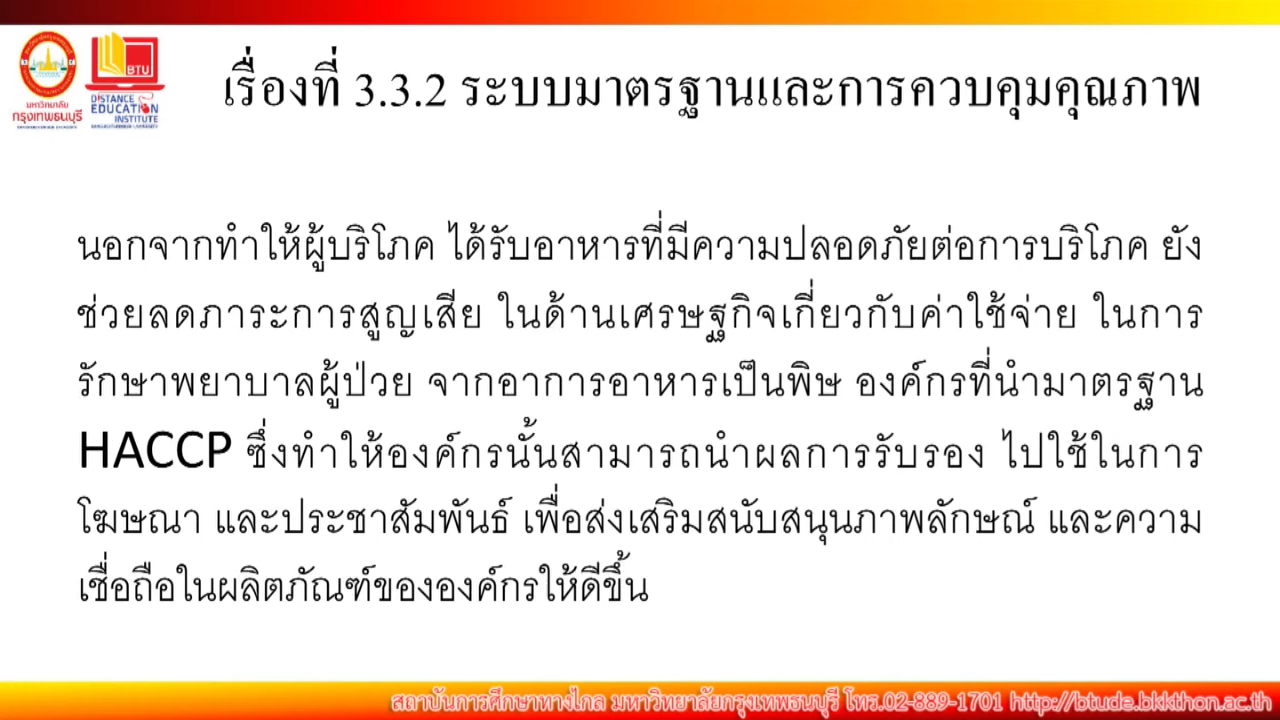 เรื่องที่ 3.3.2 ระบบมาตรฐานและการควบคุมคุณภาพ
BTU
มหาวิทยาลัย
กรุงเทพธนบุรี
DISTANCE
EDUCATION
INSTITUTE
นอกจากทำให้ผู้บริโภค ได้รับอาหารที่มีความปลอดภัยต่อการบริโภค ยัง
ช่วยลดภาระการสูญเสีย ในด้านเศรษฐกิจเกี่ยวกับค่าใช้จ่าย ในการ
รักษาพยาบาลผู้ป่วย จากอาการอาหารเป็นพิษ องค์กรที่นำมาตรฐาน
HACCP ซึ่งทำให้องค์กรนั้นสามารถนำผลการรับรอง ไปใช้ในการ
โฆษณา และประชาสัมพันธ์ เพื่อส่งเสริมสนับสนุนภาพลักษณ์ และความ
เชื่อถือในผลิตภัณฑ์ขององค์กรให้ดีขึ้น
สถาบันการศึกษาทางไกล มหาวิทยาลัยกรุงเทพธนบุรี โทร.02-889-1701 http://btude.bkkthon.ac.th